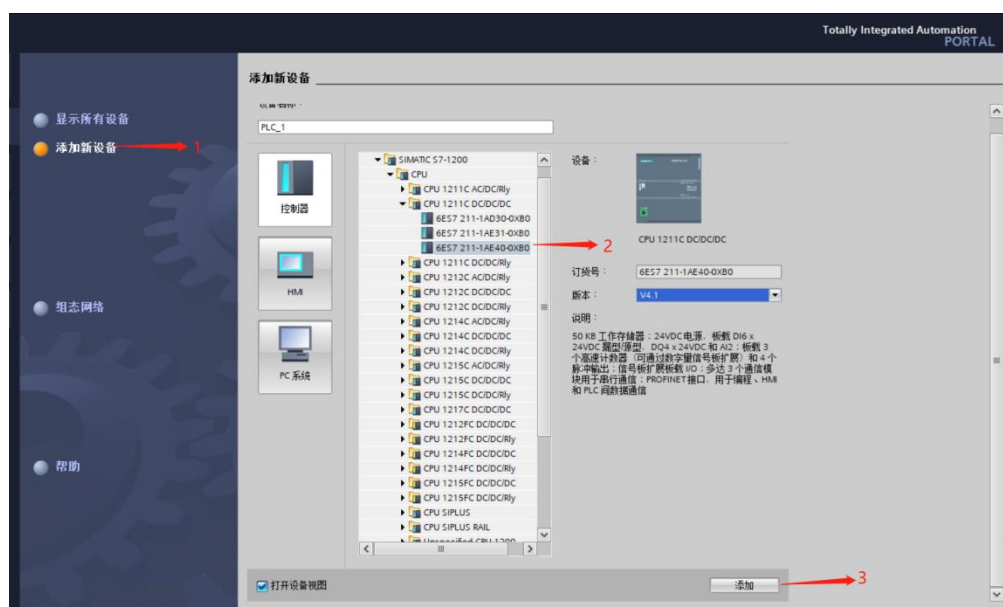 Totally Integrated Automation
PORTAL
添加新设备
显示所有设备
添加新设备
1
组态网络
帮助
PLC_1
控制器
HMI
PC 系统
SIMATIC S7-1200
CPU
CPU 1211C AC/DC/Rly
CPU 1211C DC/DC/DC
6ES7 211-1AD30-0XB0
6ES7 211-1AE31-0XB0
6ES7 211-1AE40-0XB0
2
CPU 1211C DC/DC/Rly
CPU 1212C AC/DC/Rly
CPU 1212C DC/DC/DC
CPU 1212C DC/DC/Rly
CPU 1214C AC/DC/Rly
CPU 1214C DC/DC/DC
CPU 1214C DC/DC/Rly
CPU 1215C AC/DC/Rly
CPU 1215C DC/DC/DC
CPU 1215C DC/DC/Rly
CPU 1217C DC/DC/DC
CPU 1212FC DC/DC/DC
CPU 1212FC DC/DC/Rly
CPU 1214FC DC/DC/DC
CPU 1214FC DC/DC/Rly
CPU 1215FC DC/DC/DC
CPU 1215FC DC/DC/Rly
CPU SIPLUS
CPU SIPLUS RAIL
设备：
CPU 1211C DC/DC/DC
订货号：
6ES7 211-1AE40-0XB0
版本：
V4.1
说明：
50 KB 工作存储器；24VDC 电源，板载 DI6 x
24VDC 漏型/源型，DQ4 x 24VDC 和 AI2；板载 3
个高速计数器（可通过数字量信号板扩展）和 4 个
脉冲输出；信号板扩展板载 I/O；多达 3 个通信模
块用于串行通信；PROFINET 接口，用于编程、HMI
和 PLC 间数据通信
打开设备视图
添加
3